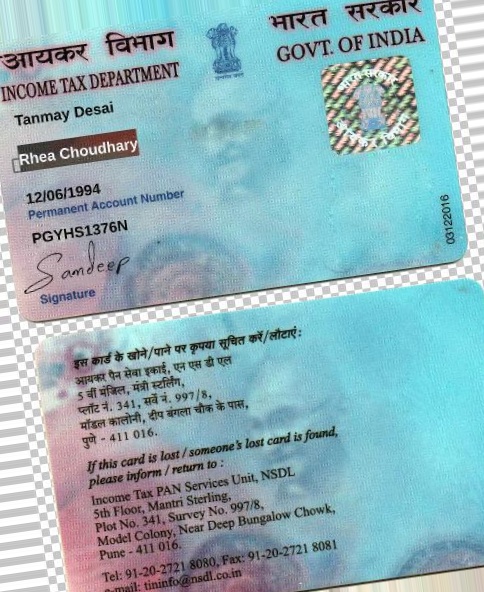 आयकर विभाग
भारत सरकार
INCOME TAX DEPARTMENT
GOVT. OF INDIA
Tanmay Desai
Rhea Choudhary
12/06/1994
Permanent Account Number
PGYHS1376N
Sandeep
Signature
03122016
इस कार्ड के खोने/पाने पर कृपया सूचित करें/लौटाएं:
आयकर पैन सेवा इकाई, एन एस डी एल
5 वीं मंजिल, मंत्री स्टर्लिंग,
प्लॉट नं. 341, सर्वे नं. 997/8,
मॉडल कालोनी, दीप बंगला चौक के पास,
पुणे - 411 016.
If this card is lost / someone's lost card is found,
please inform / return to :
Income Tax PAN Services Unit, NSDL
5th Floor, Mantri Sterling,
Plot No. 341, Survey No. 997/8,
Model Colony, Near Deep Bungalow Chowk,
Pune - 411 016.
Tel: 91-20-2721 8080, Fax: 91-20-2721 8081
e-mail: tininfo@nsdl.co.in